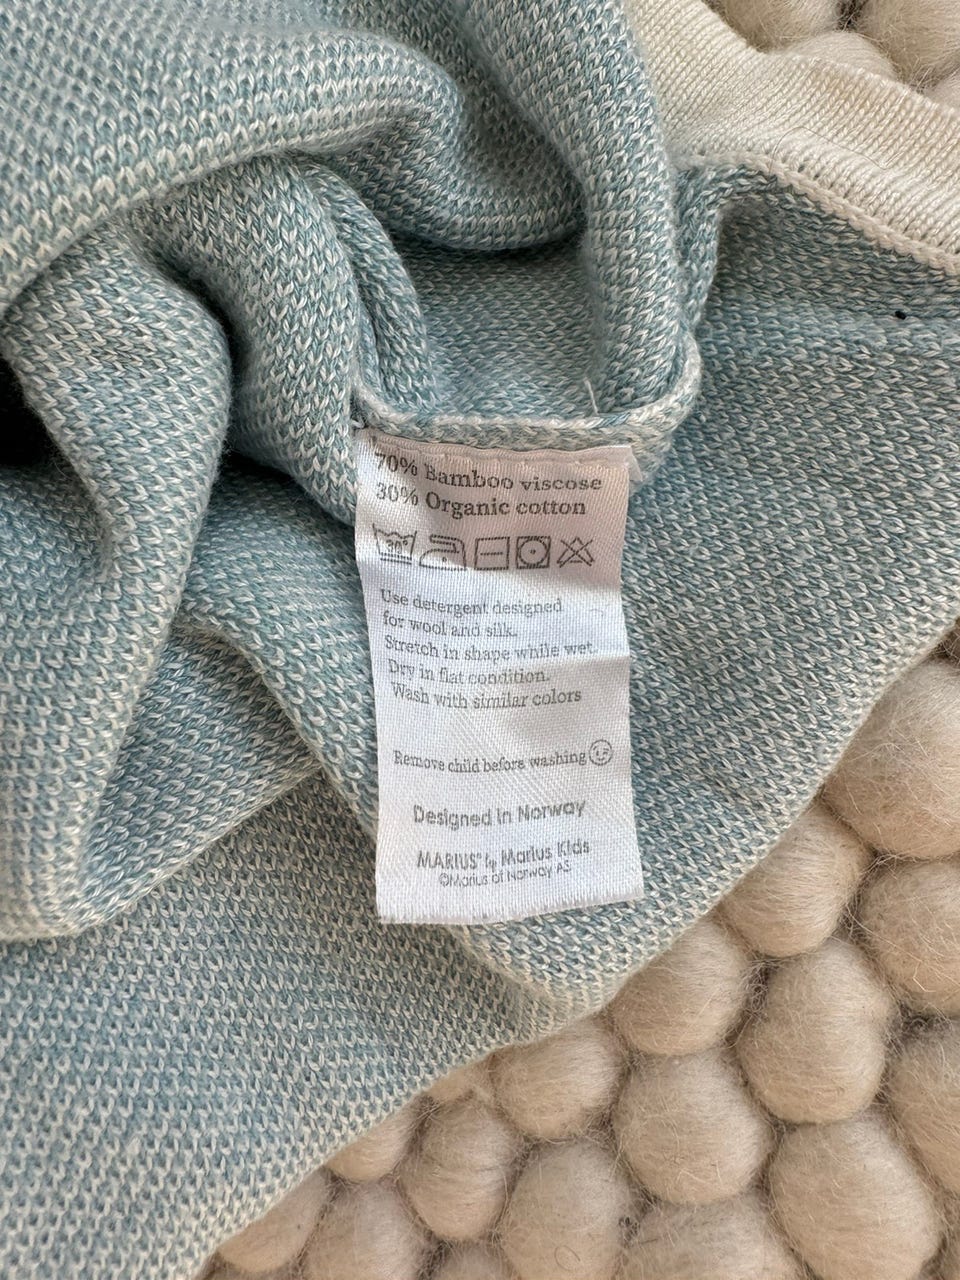 70% Bamboo viscose
30% Organic cotton
30°
Use detergent designed
for wool and silk.
Stretch in shape while wet.
Dry in flat condition.
Wash with similar colors
Remove child before washing
Designed in Norway
MARIUS® by Marius Kids
©Marius of Norway AS